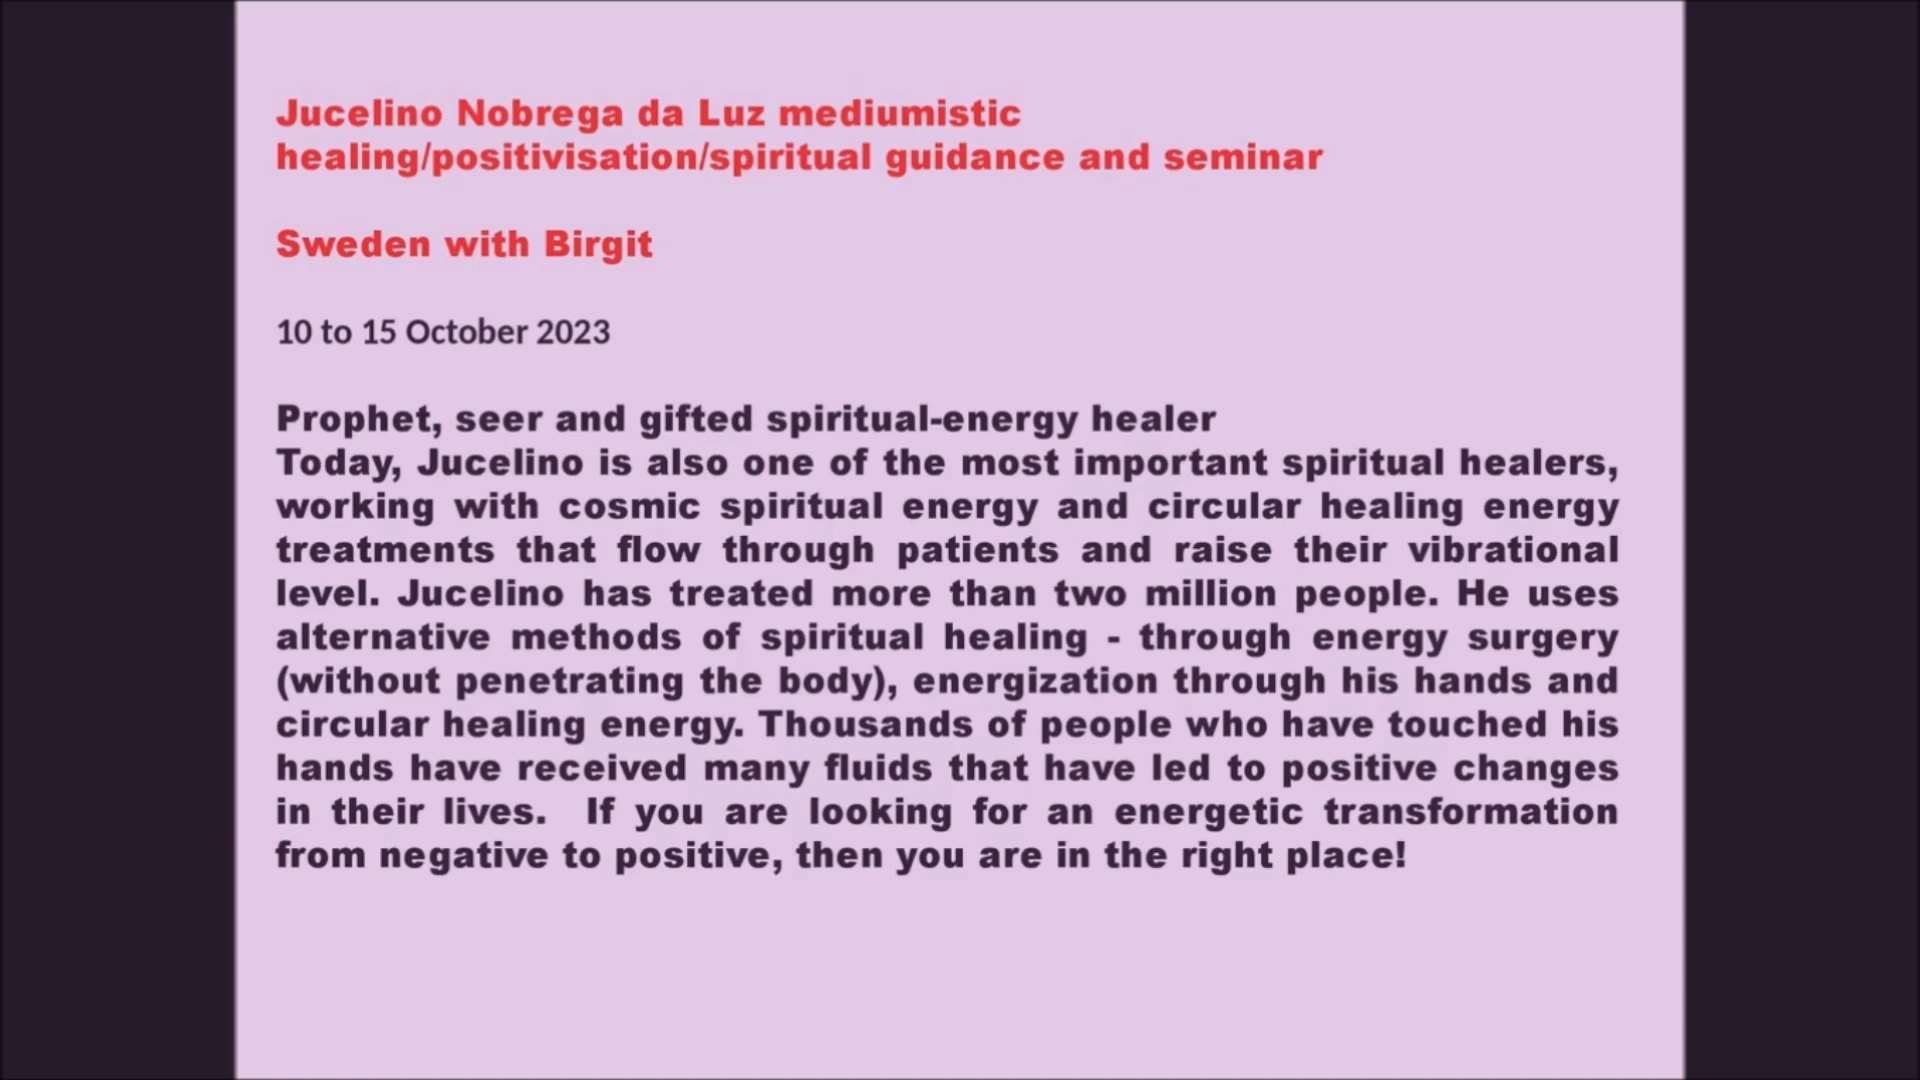 Jucelino Nobrega da Luz mediumistic
healing/positivisation/spiritual guidance and seminar
Sweden with Birgit
10 to 15 October 2023
Prophet, seer and gifted spiritual-energy healer
Today, Jucelino is also one of the most important spiritual healers,
working with cosmic spiritual energy and circular healing energy
treatments that flow through patients and raise their vibrational
level. Jucelino has treated more than two million people. He uses
alternative methods of spiritual healing - through energy surgery
(without penetrating the body), energization through his hands and
circular healing energy. Thousands of people who have touched his
hands have received many fluids that have led to positive changes
in their lives.  If you are looking for an energetic transformation
from negative to positive, then you are in the right place!